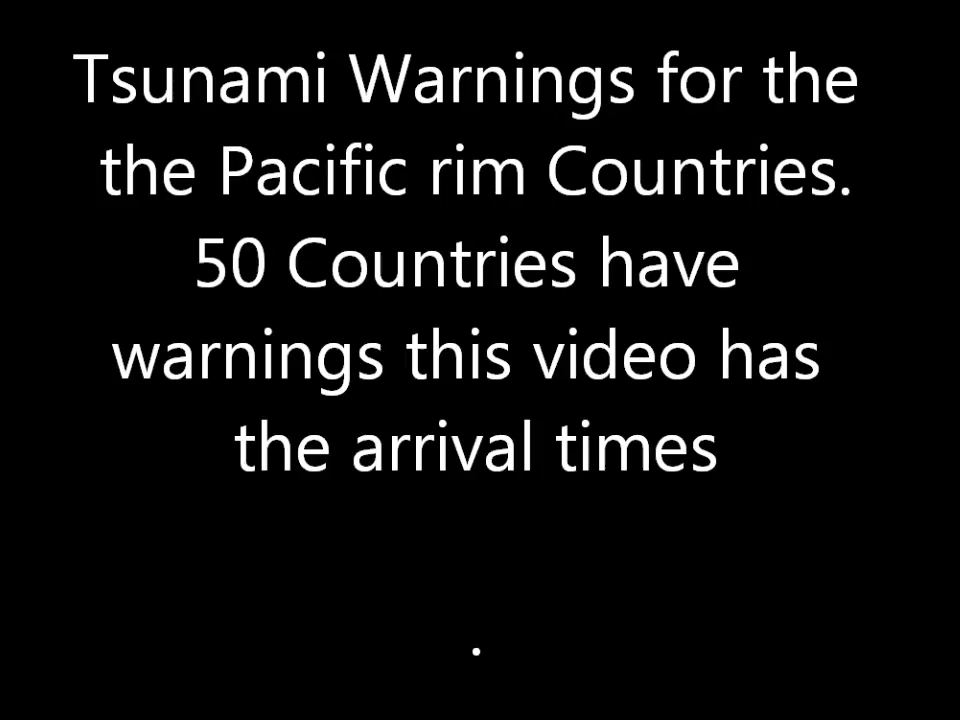 Tsunami Warnings for the
the Pacific rim Countries.
50 Countries have
warnings this video has
the arrival times
.